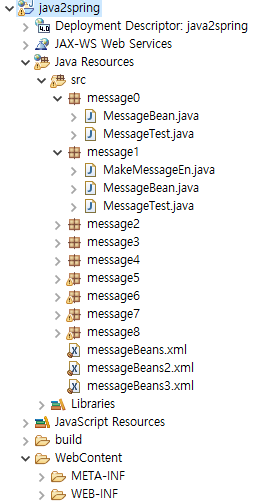 java2spring
Deployment Descriptor: java2spring
JAX-WS Web Services
Java Resources
src
message0
MessageBean.java
MessageTest.java
message1
MakeMessageEn.java
MessageBean.java
MessageTest.java
message2
message3
message4
message5
message6
message7
message8
messageBeans.xml
messageBeans2.xml
messageBeans3.xml
Libraries
JavaScript Resources
build
WebContent
META-INF
WEB-INF